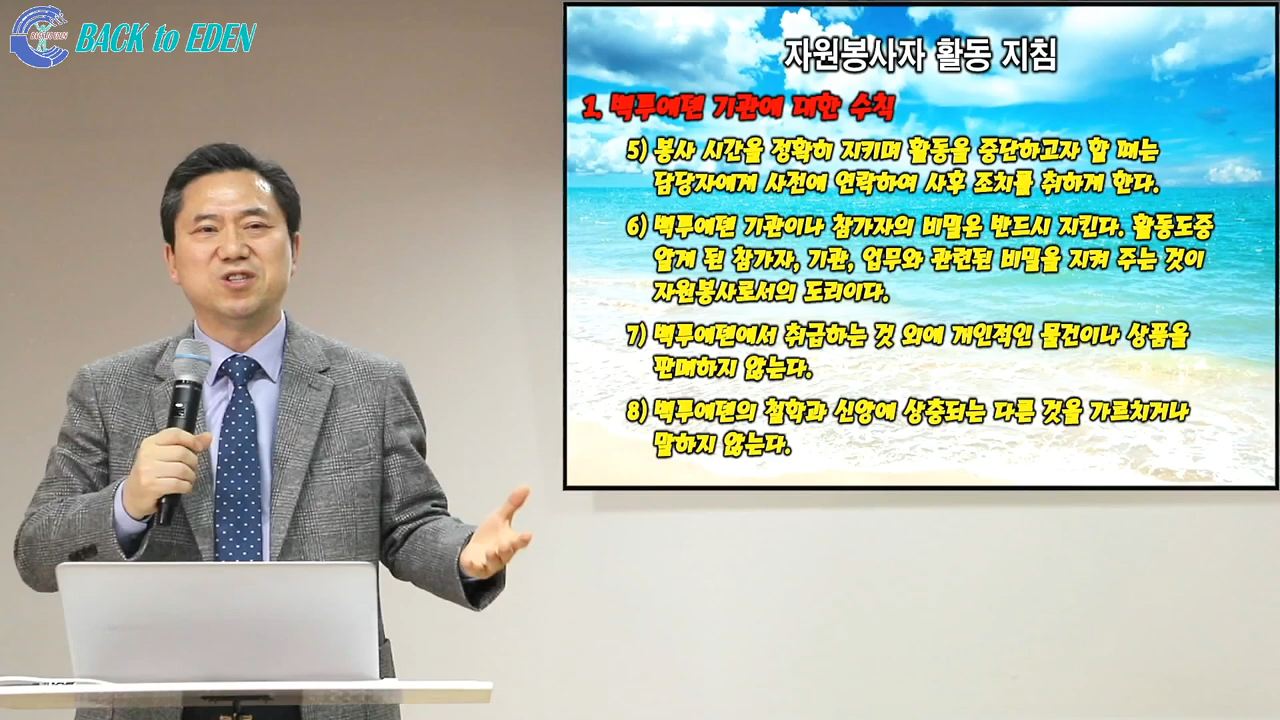 BACK to EDEN
자원봉사자 활동 지침
1. 백투에덴 기관에 대한 수칙
5) 봉사 시간을 정확히 지키며 활동을 중단하고자 할 때는
담당자에게 사전에 연락하여 사후 조치를 취하게 한다.
6) 백투에덴 기관이나 참가자의 비밀은 반드시 지킨다. 활동도중
알게 된 참가자, 기관, 업무와 관련된 비밀을 지켜 주는 것이
자원봉사로서의 도리이다.
7) 백투에덴에서 취급하는 것 외에 개인적인 물건이나 상품을
판매하지 않는다.
8) 백투에덴의 철학과 신앙에 상충되는 다른 것을 가르치거나
말하지 않는다.